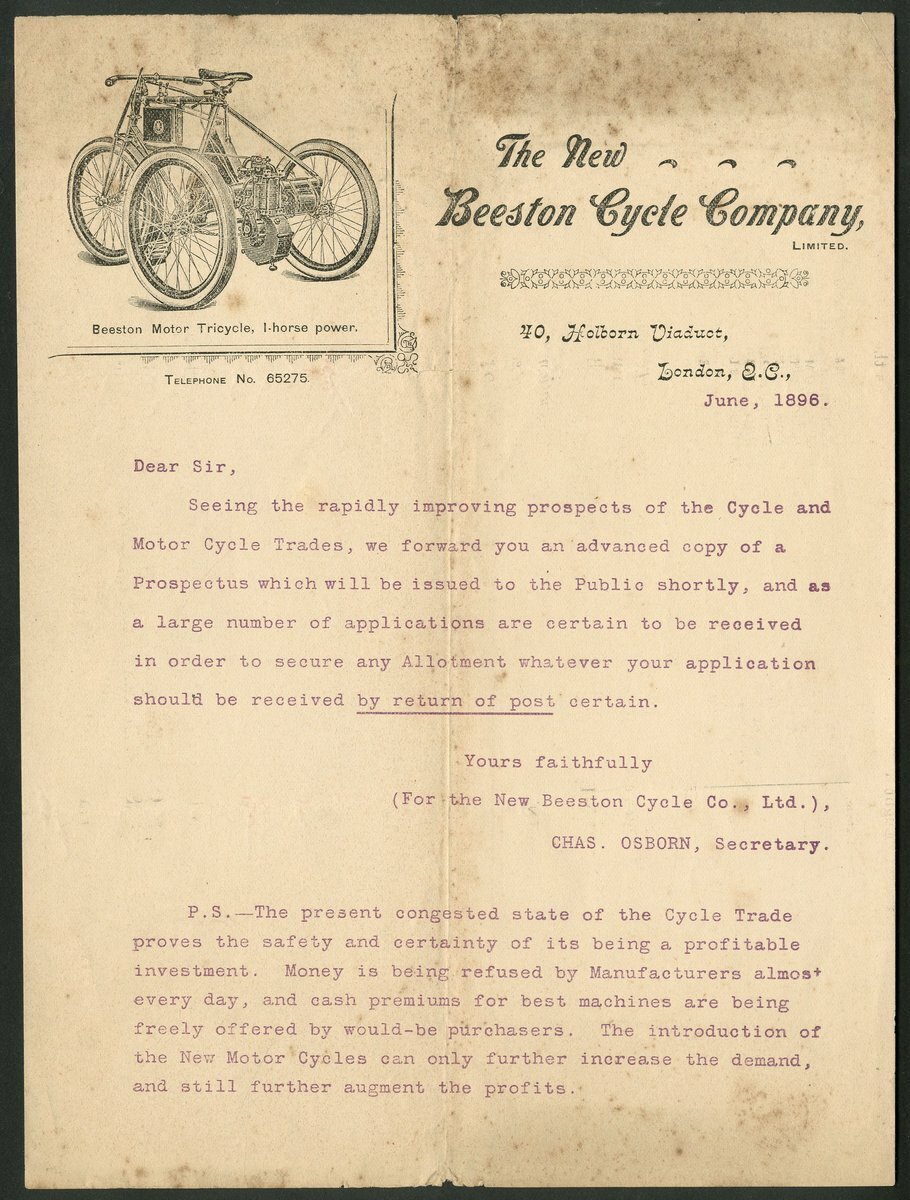 The New
Beeston Cycle Company,
LIMITED.
Beeston Motor Tricycle, 1-horse power.
TELEPHONE No. 65275.
40, Holborn Viaduct,
London, E.C.,
June, 1896.
Dear Sir,
Seeing the rapidly improving prospects of the Cycle and
Motor Cycle Trades, we forward you an advanced copy of a
Prospectus which will be issued to the Public shortly, and as
a large number of applications are certain to be received
in order to secure any Allotment whatever your application
should be received by return of post certain.
Yours faithfully
(For the New Beeston Cycle Co., Ltd.),
CHAS. OSBORN, Secretary.
P.S.—The present congested state of the Cycle Trade
proves the safety and certainty of its being a profitable
investment. Money is being refused by Manufacturers almost
every day, and cash premiums for best machines are being
freely offered by would-be purchasers. The introduction of
the New Motor Cycles can only further increase the demand,
and still further augment the profits.